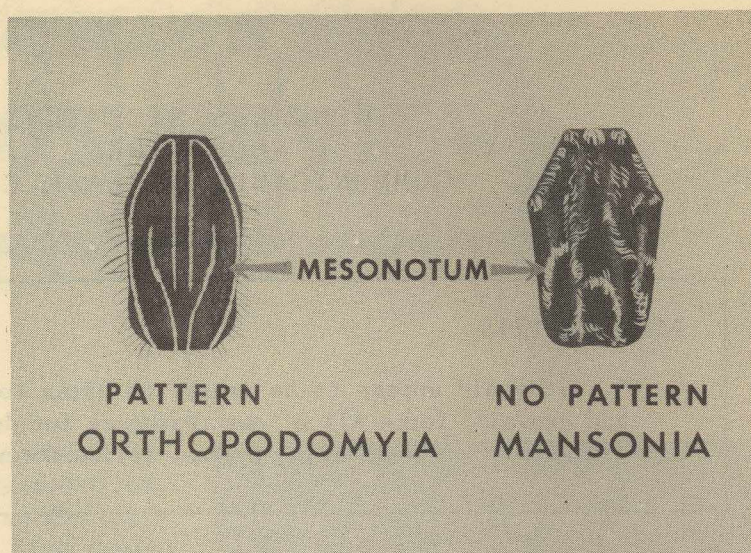 MESONOTUM
PATTERN
ORTHOPODOMYIA
NO PATTERN
MANSONIA